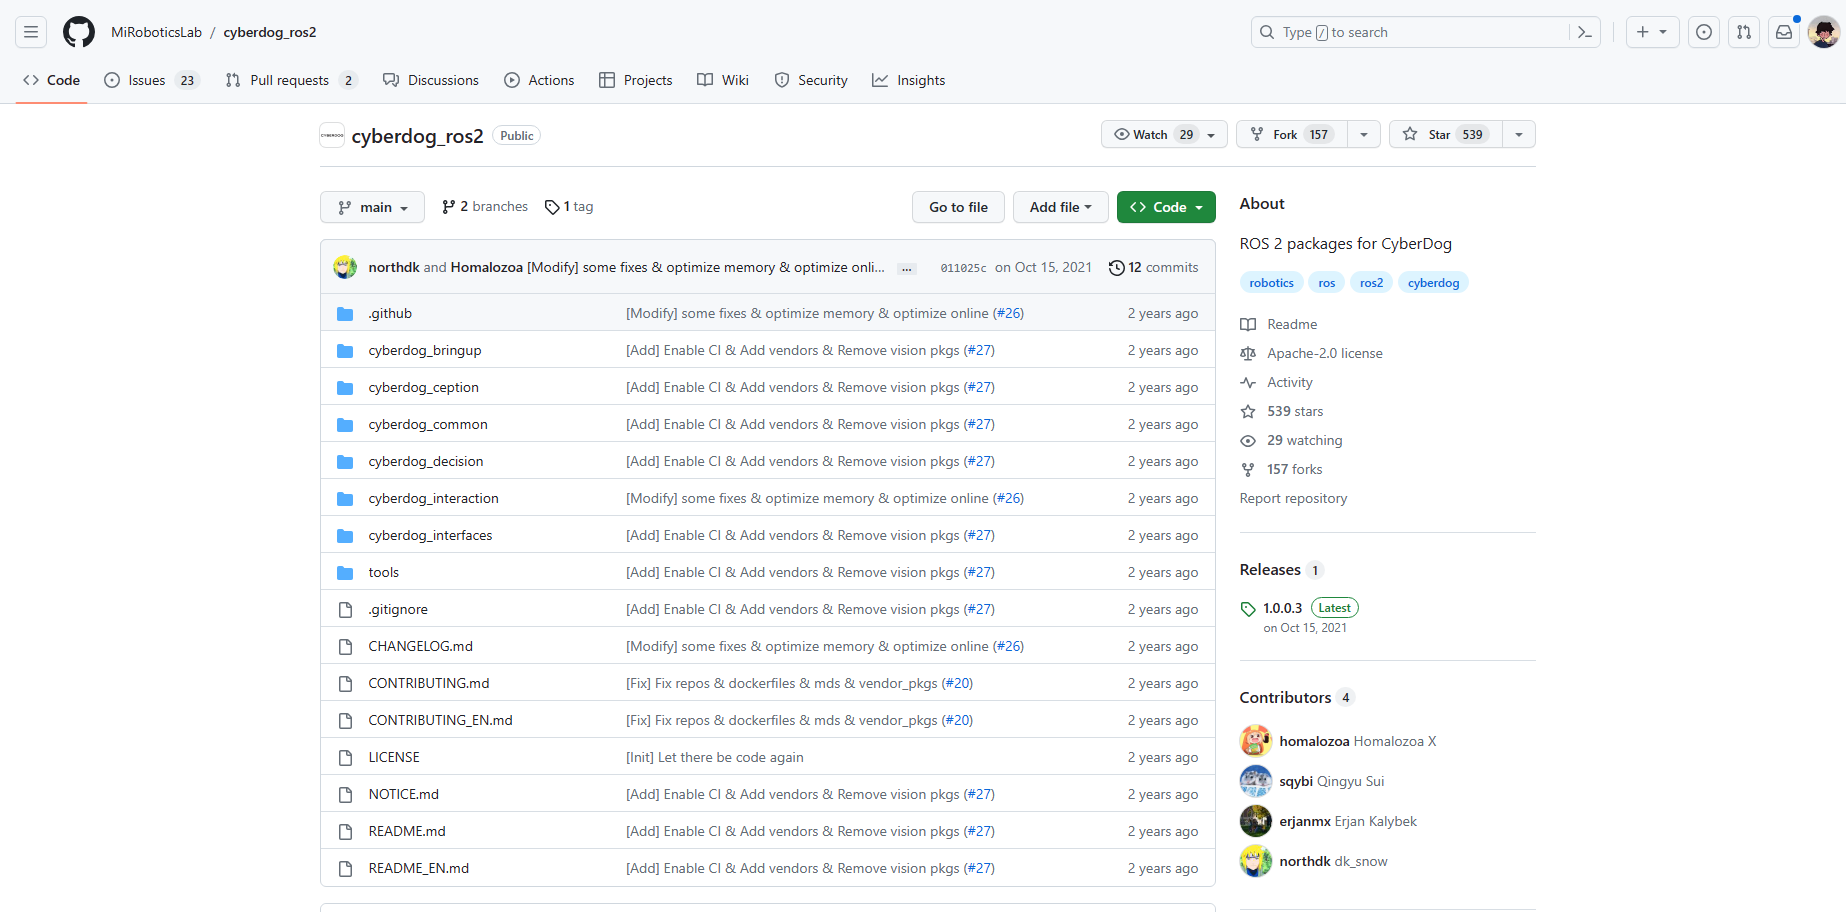 MiRoboticsLab / cyberdog_ros2
Type / to search
Code
Issues 23
Pull requests 2
Discussions
Actions
Projects
Wiki
Security
Insights
CYBERDOG
cyberdog_ros2 Public
Watch 29
Fork 157
Star 539
main
2 branches
1 tag
Go to file
Add file
Code
northdk and Homalozoa [Modify] some fixes & optimize memory & optimize onli... ... 011025c on Oct 15, 2021 12 commits
.github [Modify] some fixes & optimize memory & optimize online (#26) 2 years ago
cyberdog_bringup [Add] Enable CI & Add vendors & Remove vision pkgs (#27) 2 years ago
cyberdog_ception [Add] Enable CI & Add vendors & Remove vision pkgs (#27) 2 years ago
cyberdog_common [Add] Enable CI & Add vendors & Remove vision pkgs (#27) 2 years ago
cyberdog_decision [Add] Enable CI & Add vendors & Remove vision pkgs (#27) 2 years ago
cyberdog_interaction [Modify] some fixes & optimize memory & optimize online (#26) 2 years ago
cyberdog_interfaces [Add] Enable CI & Add vendors & Remove vision pkgs (#27) 2 years ago
tools [Add] Enable CI & Add vendors & Remove vision pkgs (#27) 2 years ago
.gitignore [Add] Enable CI & Add vendors & Remove vision pkgs (#27) 2 years ago
CHANGELOG.md [Modify] some fixes & optimize memory & optimize online (#26) 2 years ago
CONTRIBUTING.md [Fix] Fix repos & dockerfiles & mds & vendor_pkgs (#20) 2 years ago
CONTRIBUTING_EN.md [Fix] Fix repos & dockerfiles & mds & vendor_pkgs (#20) 2 years ago
LICENSE [Init] Let there be code again 2 years ago
NOTICE.md [Add] Enable CI & Add vendors & Remove vision pkgs (#27) 2 years ago
README.md [Add] Enable CI & Add vendors & Remove vision pkgs (#27) 2 years ago
README_EN.md [Add] Enable CI & Add vendors & Remove vision pkgs (#27) 2 years ago
About
ROS 2 packages for CyberDog
robotics ros ros2 cyberdog
Readme
Apache-2.0 license
Activity
539 stars
29 watching
157 forks
Report repository
Releases 1
1.0.0.3 Latest
on Oct 15, 2021
Contributors 4
homalozoa Homalozoa X
sqybi Qingyu Sui
erjanmx Erjan Kalybek
northdk dk_snow